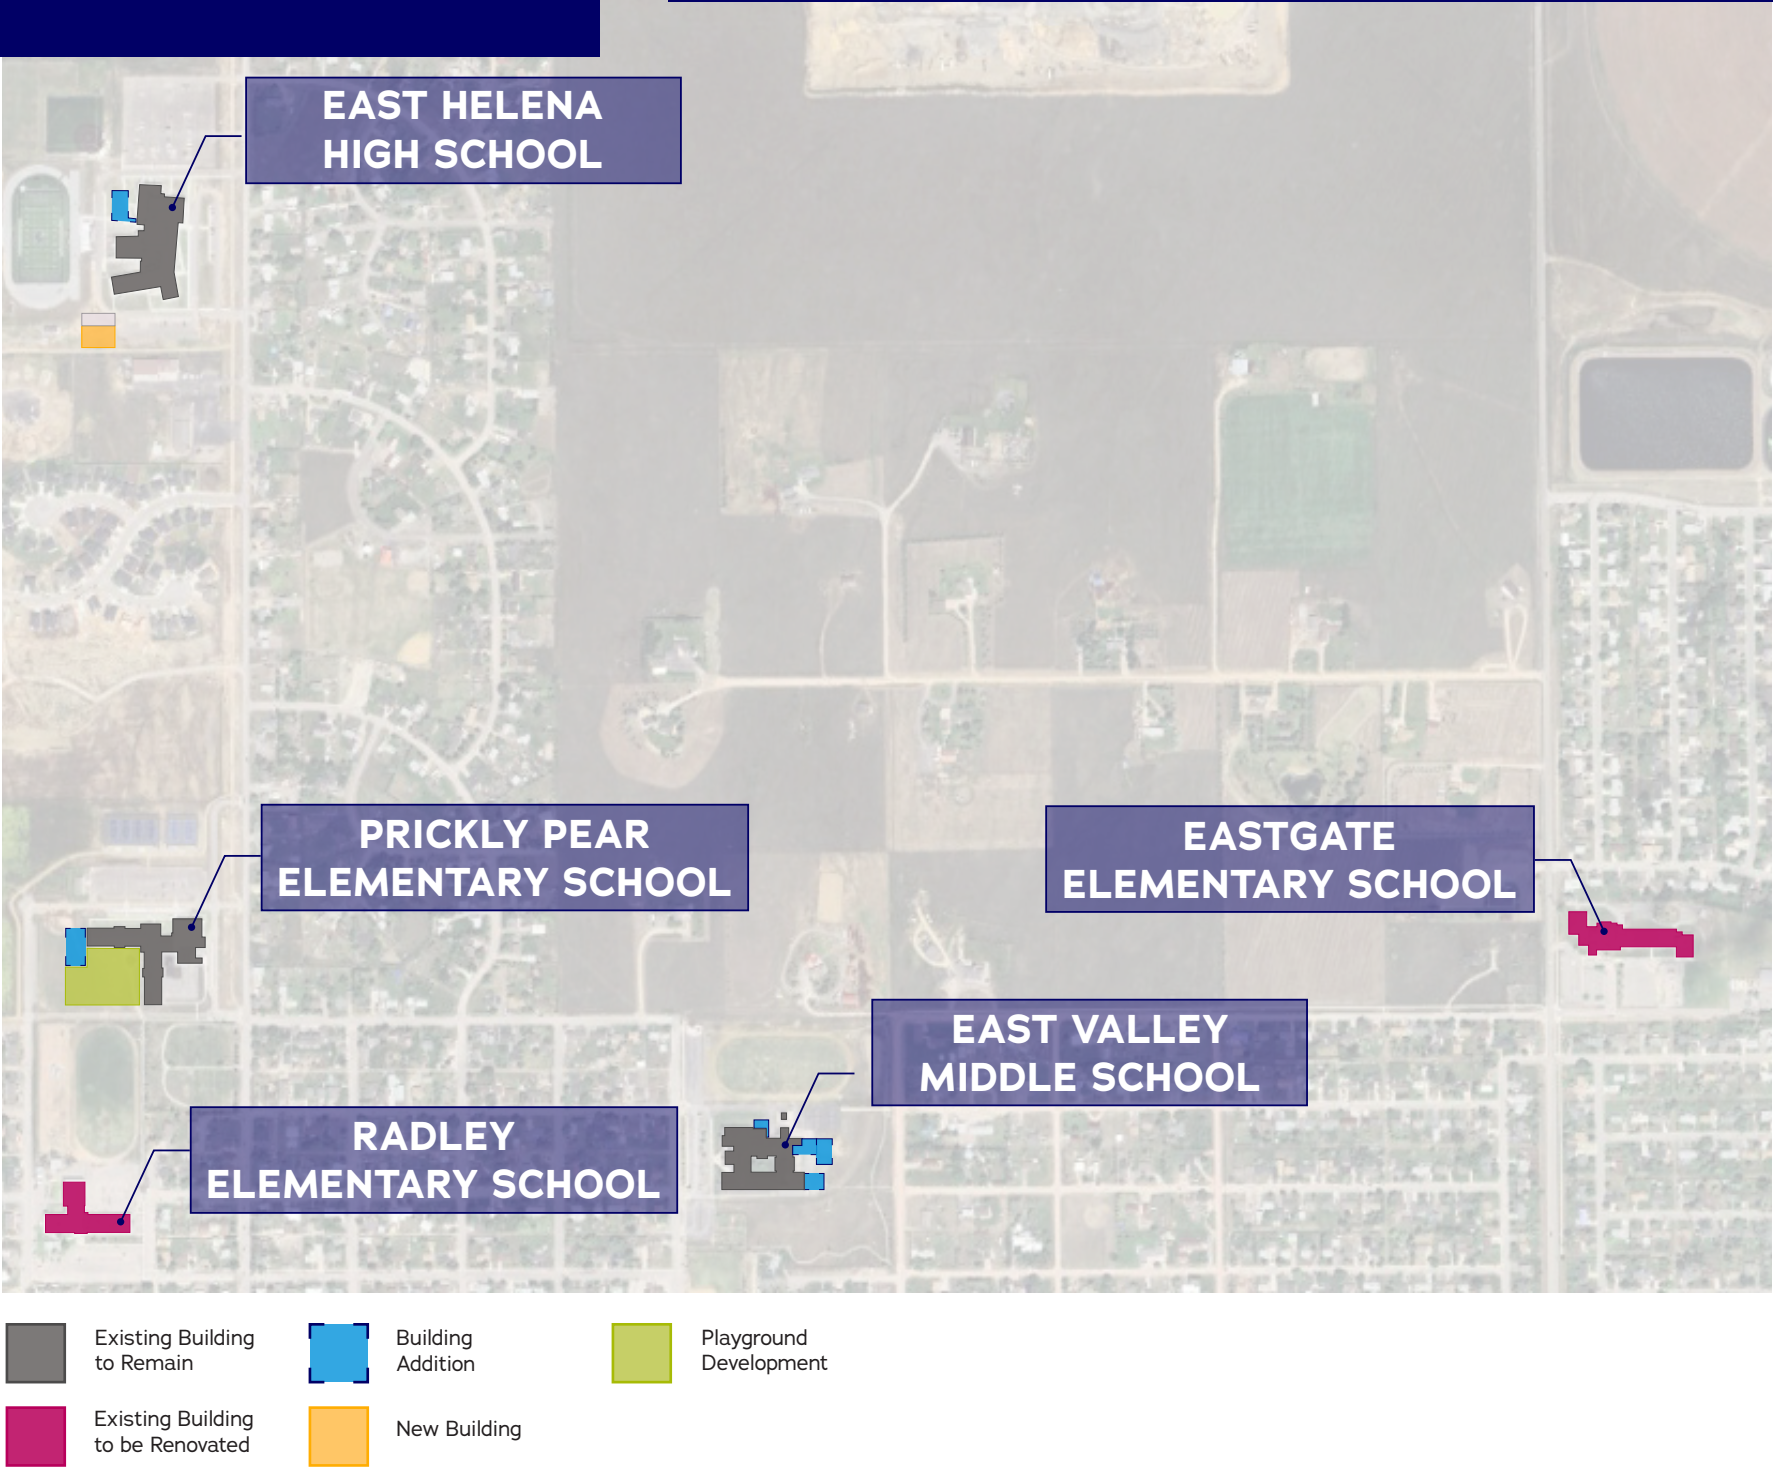 EAST HELENA
HIGH SCHOOL
PRICKLY PEAR
ELEMENTARY SCHOOL
EASTGATE
ELEMENTARY SCHOOL
EAST VALLEY
MIDDLE SCHOOL
RADLEY
ELEMENTARY SCHOOL
Existing Building
to Remain
Building
Addition
Playground
Development
Existing Building
to be Renovated
New Building